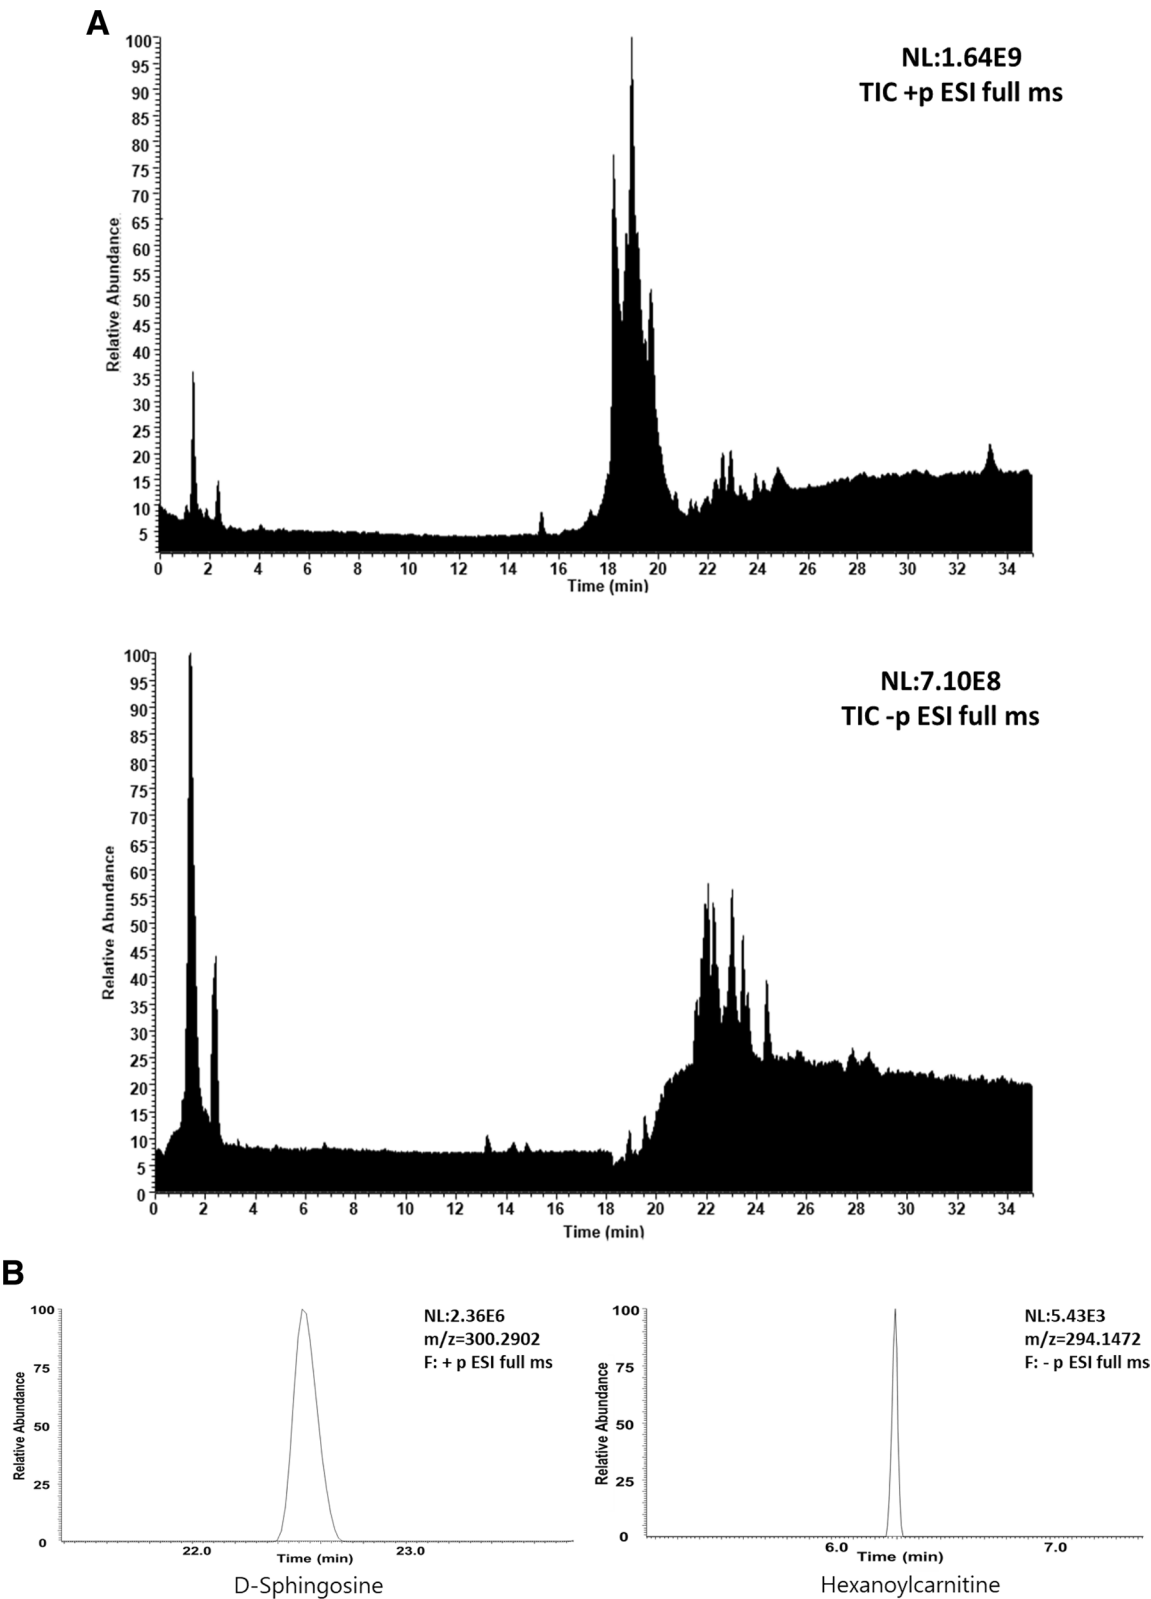 A
NL:1.64E9
TIC +p ESI full ms
100
95
90
85
80
75
70
65
60
55
50
45
40
35
30
25
20
15
10
5
Relative Abundance
0 2 4 6 8 10 12 14 16 18 20 22 24 26 28 30 32 34
Time (min)
NL:7.10E8
TIC -p ESI full ms
100
95
90
85
80
75
70
65
60
55
50
45
40
35
30
25
20
15
10
5
0
Relative Abundance
0 2 4 6 8 10 12 14 16 18 20 22 24 26 28 30 32 34
Time (min)
B
NL:2.36E6
m/z=300.2902
F: + p ESI full ms
100
75
50
25
0
Relative Abundance
22.0 23.0
Time (min)
D-Sphingosine
NL:5.43E3
m/z=294.1472
F: - p ESI full ms
100
75
50
25
0
Relative Abundance
6.0 7.0
Time (min)
Hexanoylcarnitine